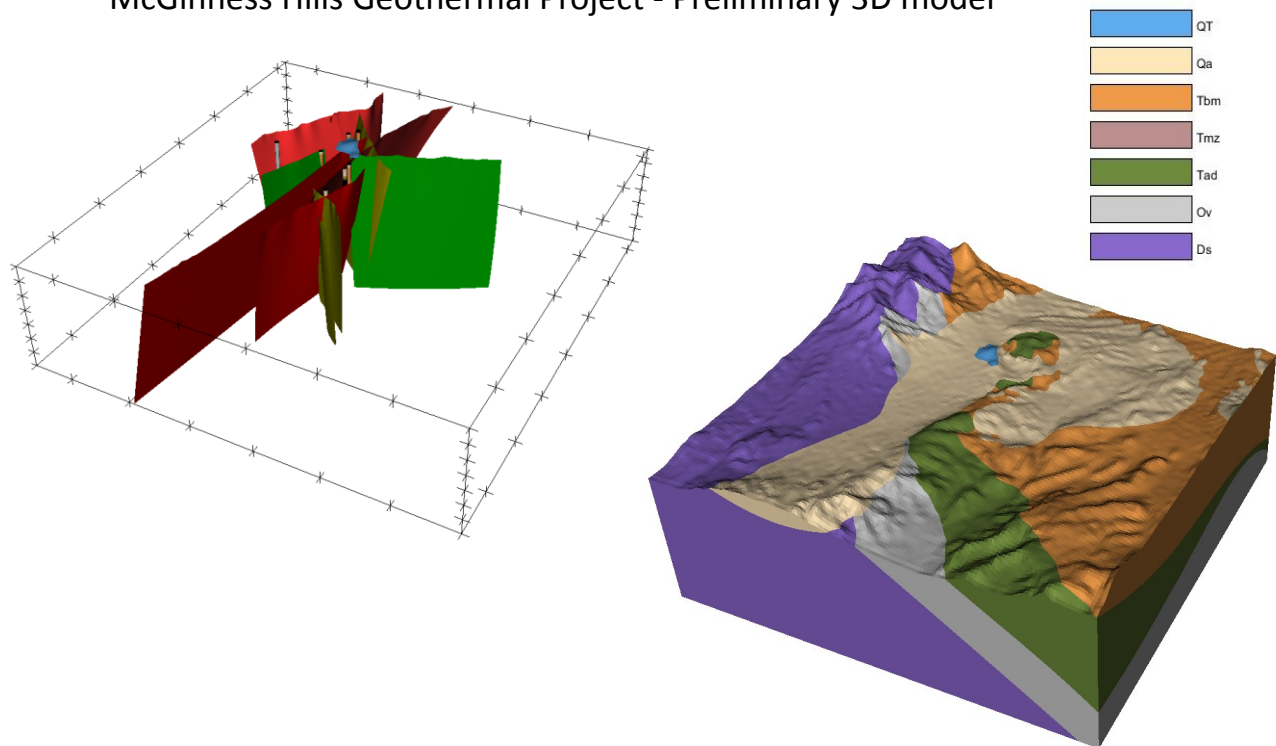 McGinness Hills Geothermal Project - Preliminary 3D model
QT
Qa
Tbm
Tmz
Tad
Ov
Ds